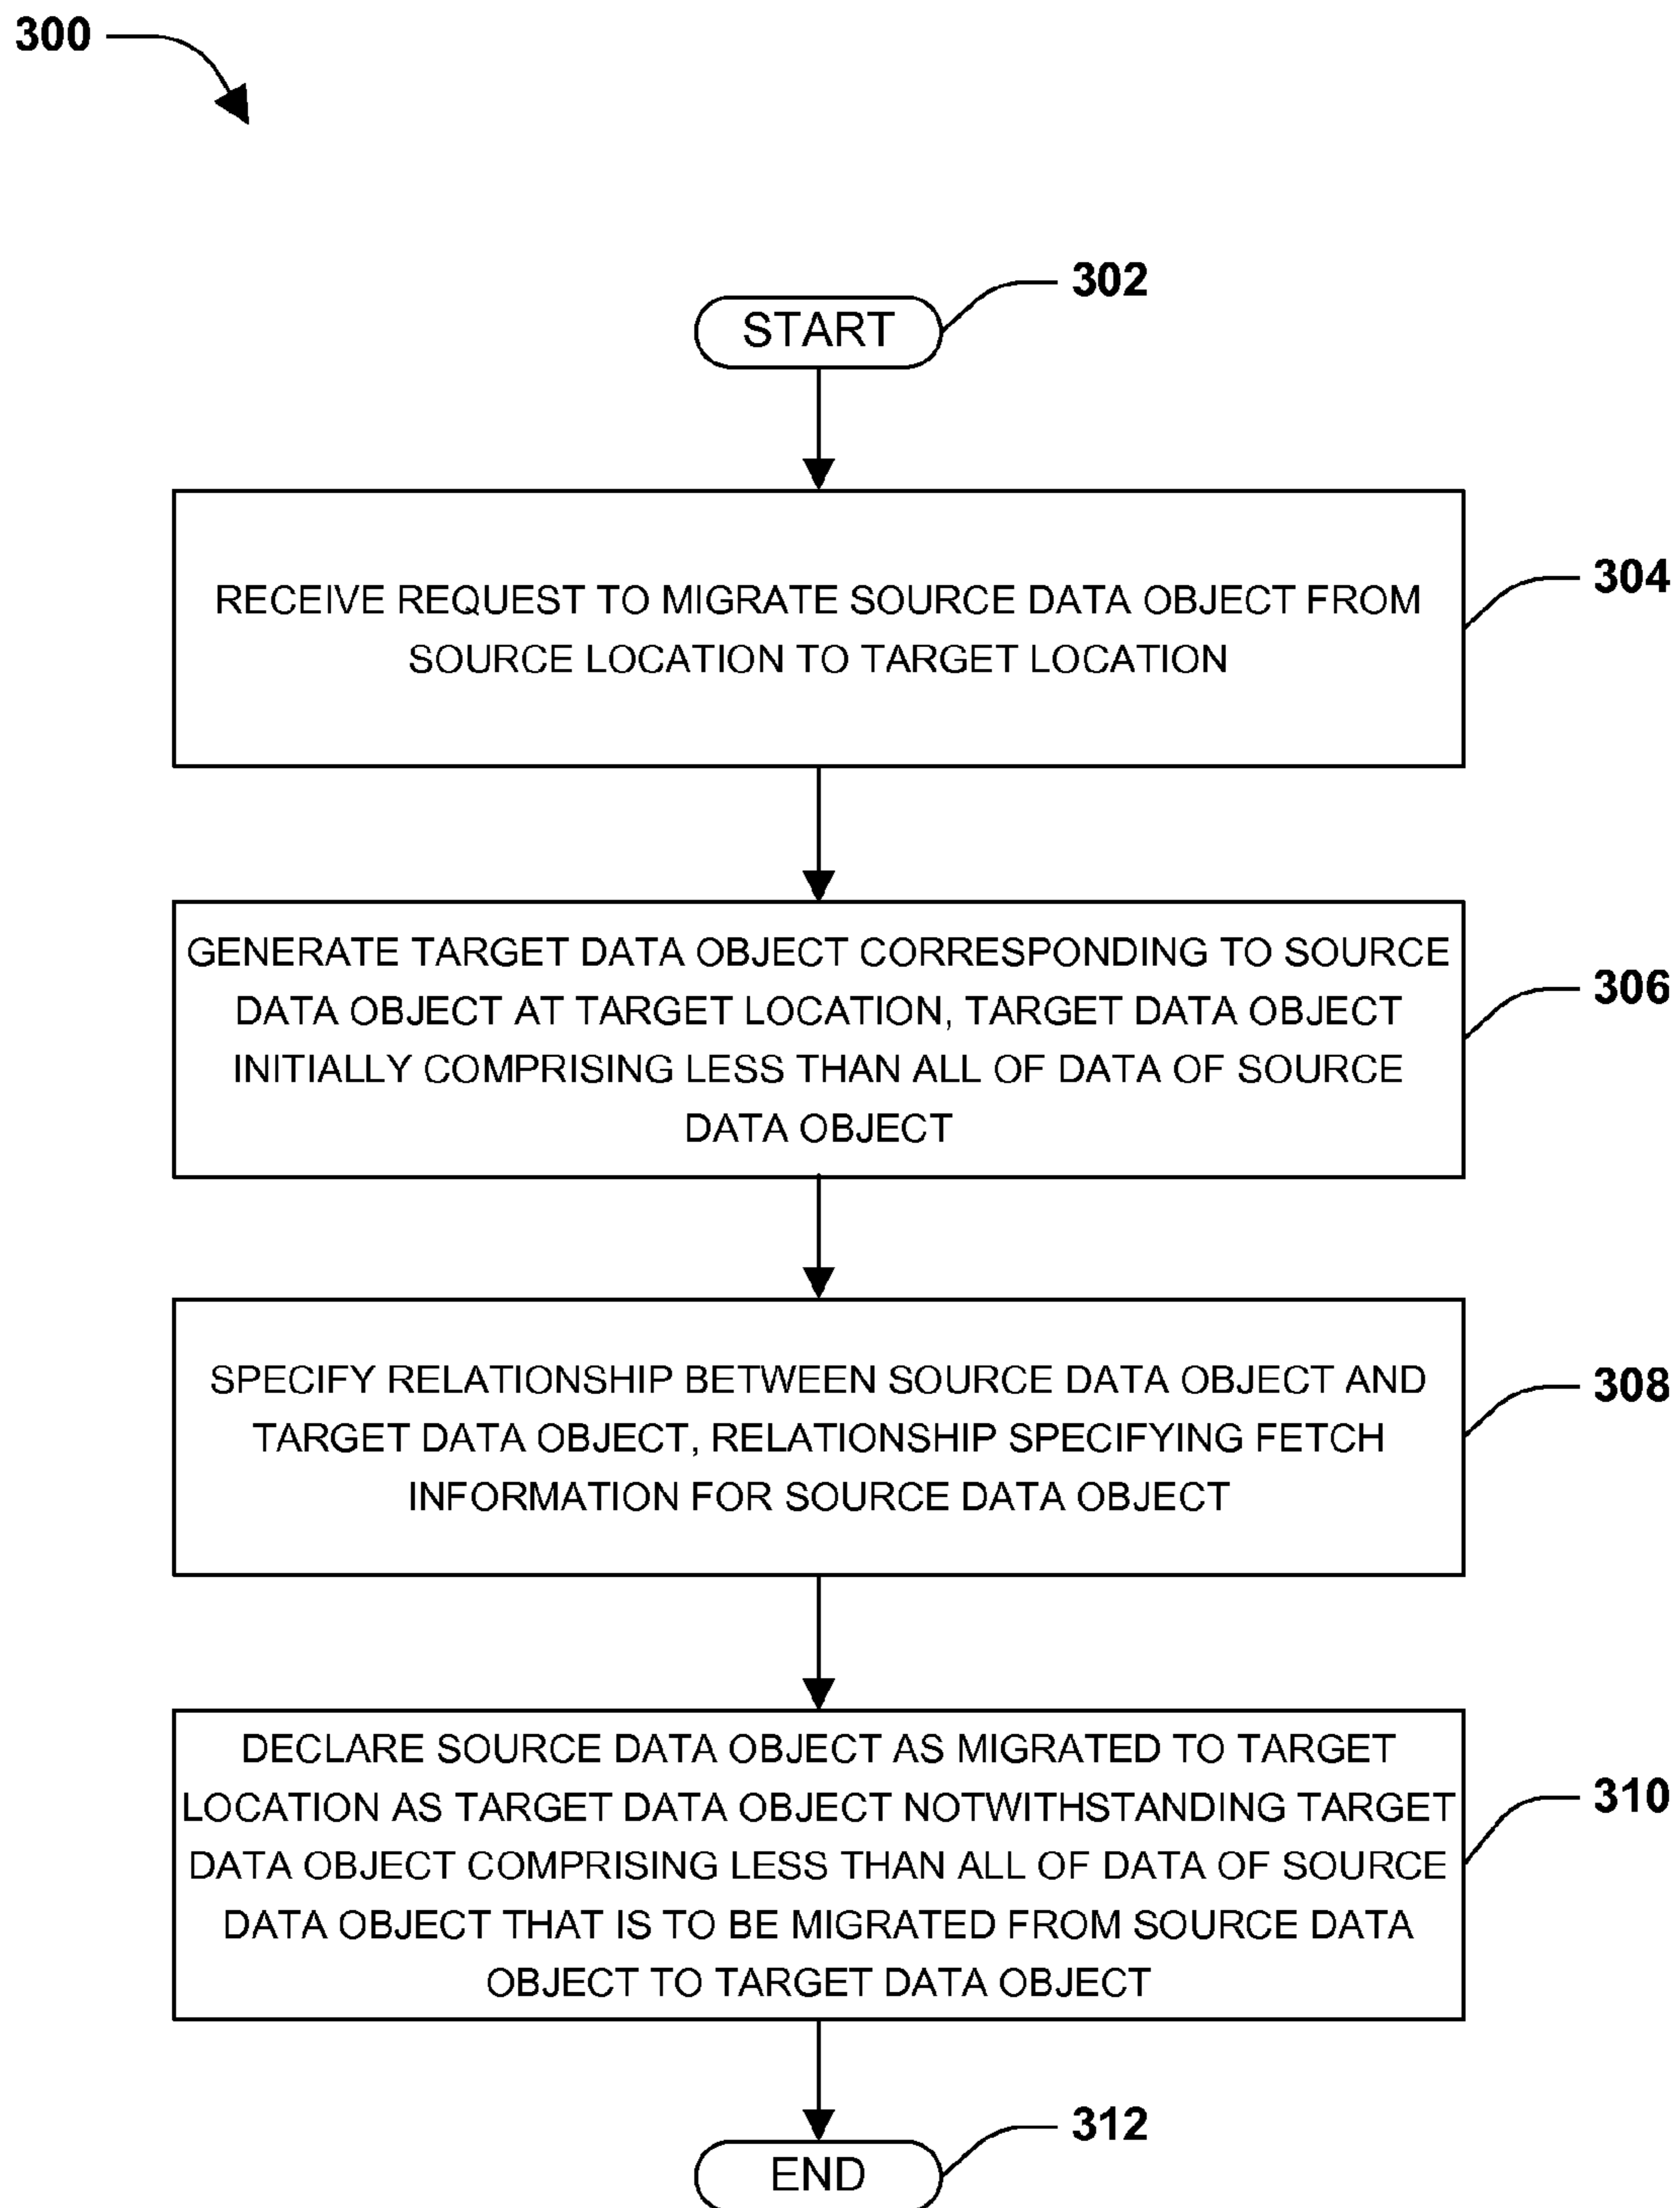 300
302
START
RECEIVE REQUEST TO MIGRATE SOURCE DATA OBJECT FROM
SOURCE LOCATION TO TARGET LOCATION
304
GENERATE TARGET DATA OBJECT CORRESPONDING TO SOURCE
DATA OBJECT AT TARGET LOCATION, TARGET DATA OBJECT
INITIALLY COMPRISING LESS THAN ALL OF DATA OF SOURCE
DATA OBJECT
306
SPECIFY RELATIONSHIP BETWEEN SOURCE DATA OBJECT AND
TARGET DATA OBJECT, RELATIONSHIP SPECIFYING FETCH
INFORMATION FOR SOURCE DATA OBJECT
308
DECLARE SOURCE DATA OBJECT AS MIGRATED TO TARGET
LOCATION AS TARGET DATA OBJECT NOTWITHSTANDING TARGET
DATA OBJECT COMPRISING LESS THAN ALL OF DATA OF SOURCE
DATA OBJECT THAT IS TO BE MIGRATED FROM SOURCE DATA
OBJECT TO TARGET DATA OBJECT
310
312
END